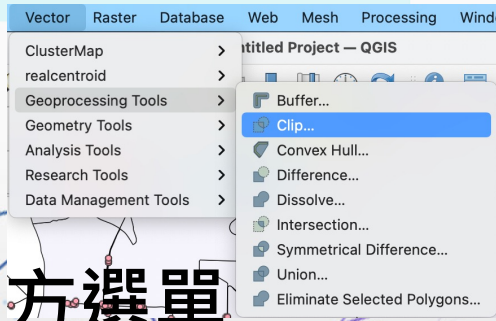 Vector Raster Database Web Mesh Processing
Untitled Project — QGIS
ClusterMap
realcentroid
Geoprocessing Tools
Geometry Tools
Analysis Tools
Research Tools
Data Management Tools
Buffer...
Clip...
Convex Hull...
Difference...
Dissolve...
Intersection...
Symmetrical Difference...
Union...
Eliminate Selected Polygons...
方選單